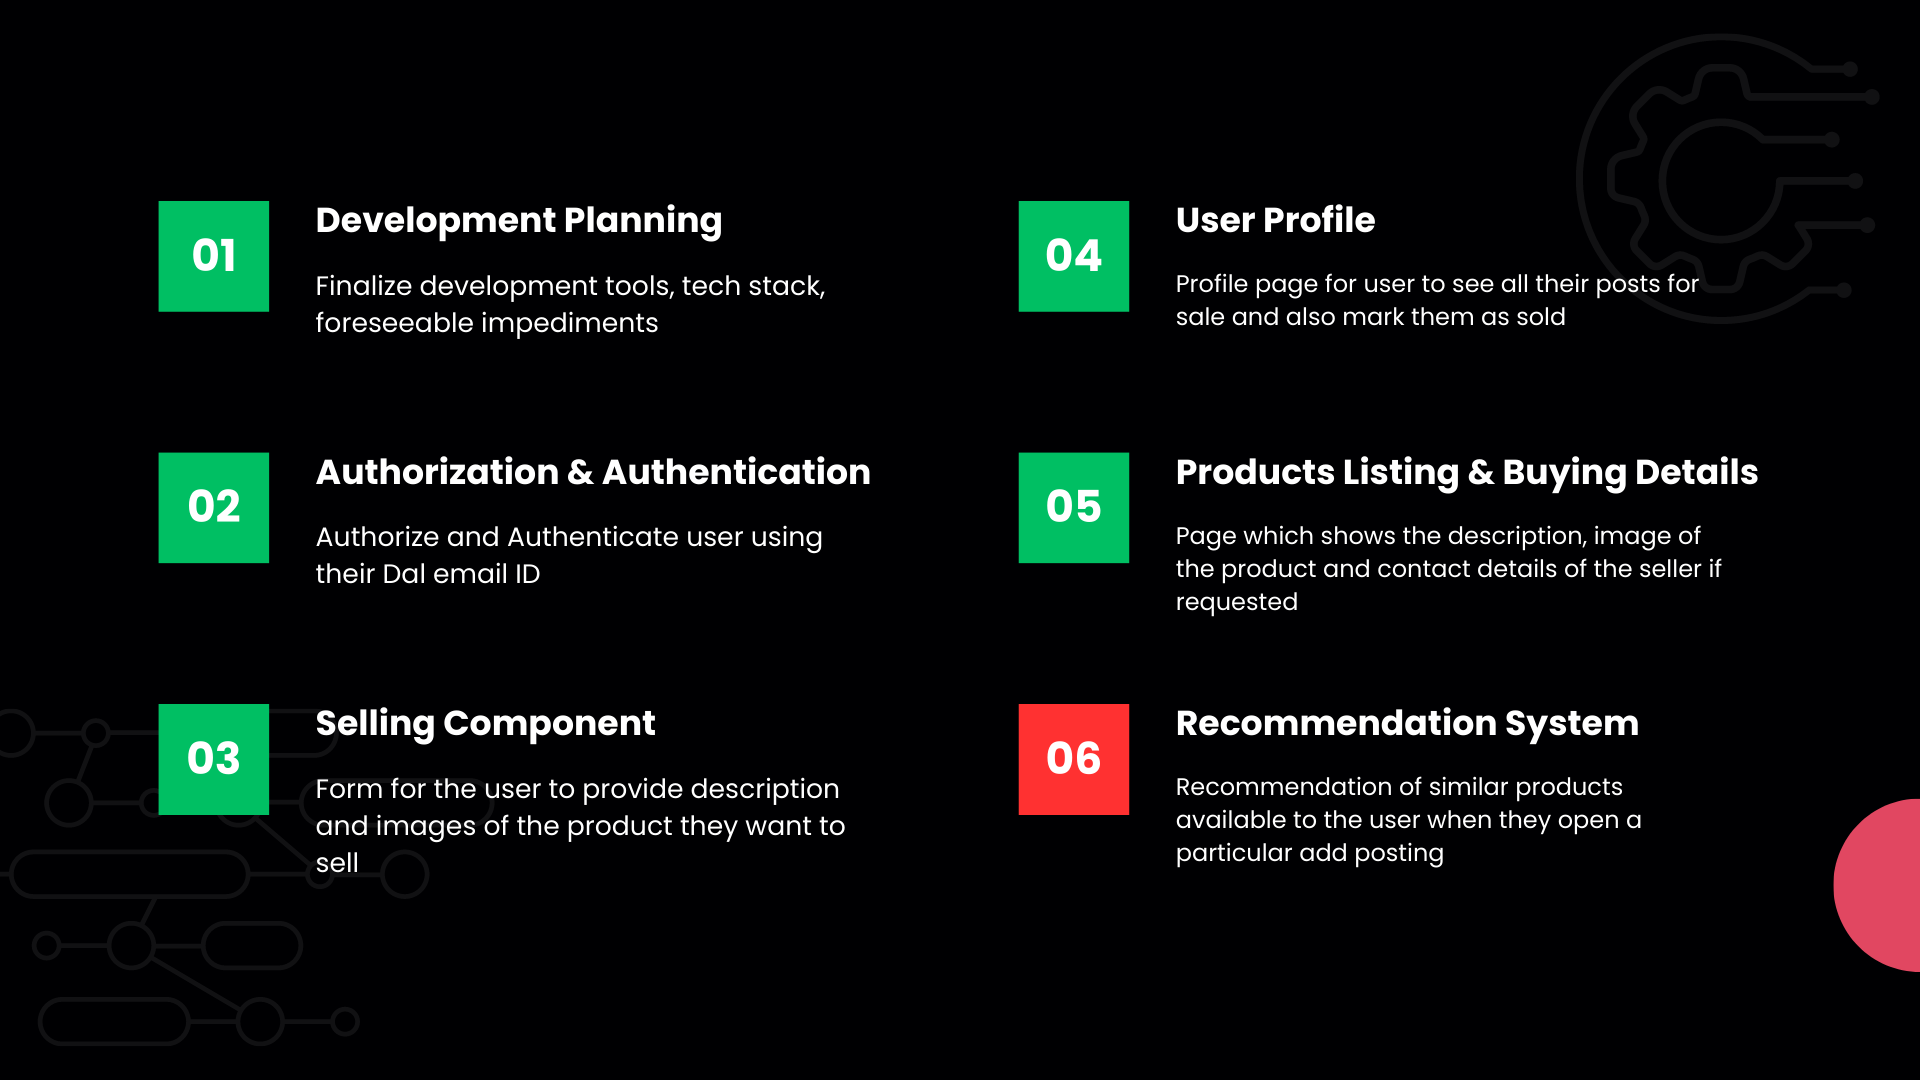 01
Development Planning
Finalize development tools, tech stack,
foreseeable impediments
02
Authorization & Authentication
Authorize and Authenticate user using
their Dal email ID
03
Selling Component
Form for the user to provide description
and images of the product they want to
sell
04
User Profile
Profile page for user to see all their posts for
sale and also mark them as sold
05
Products Listing & Buying Details
Page which shows the description, image of
the product and contact details of the seller if
requested
06
Recommendation System
Recommendation of similar products
available to the user when they open a
particular add posting